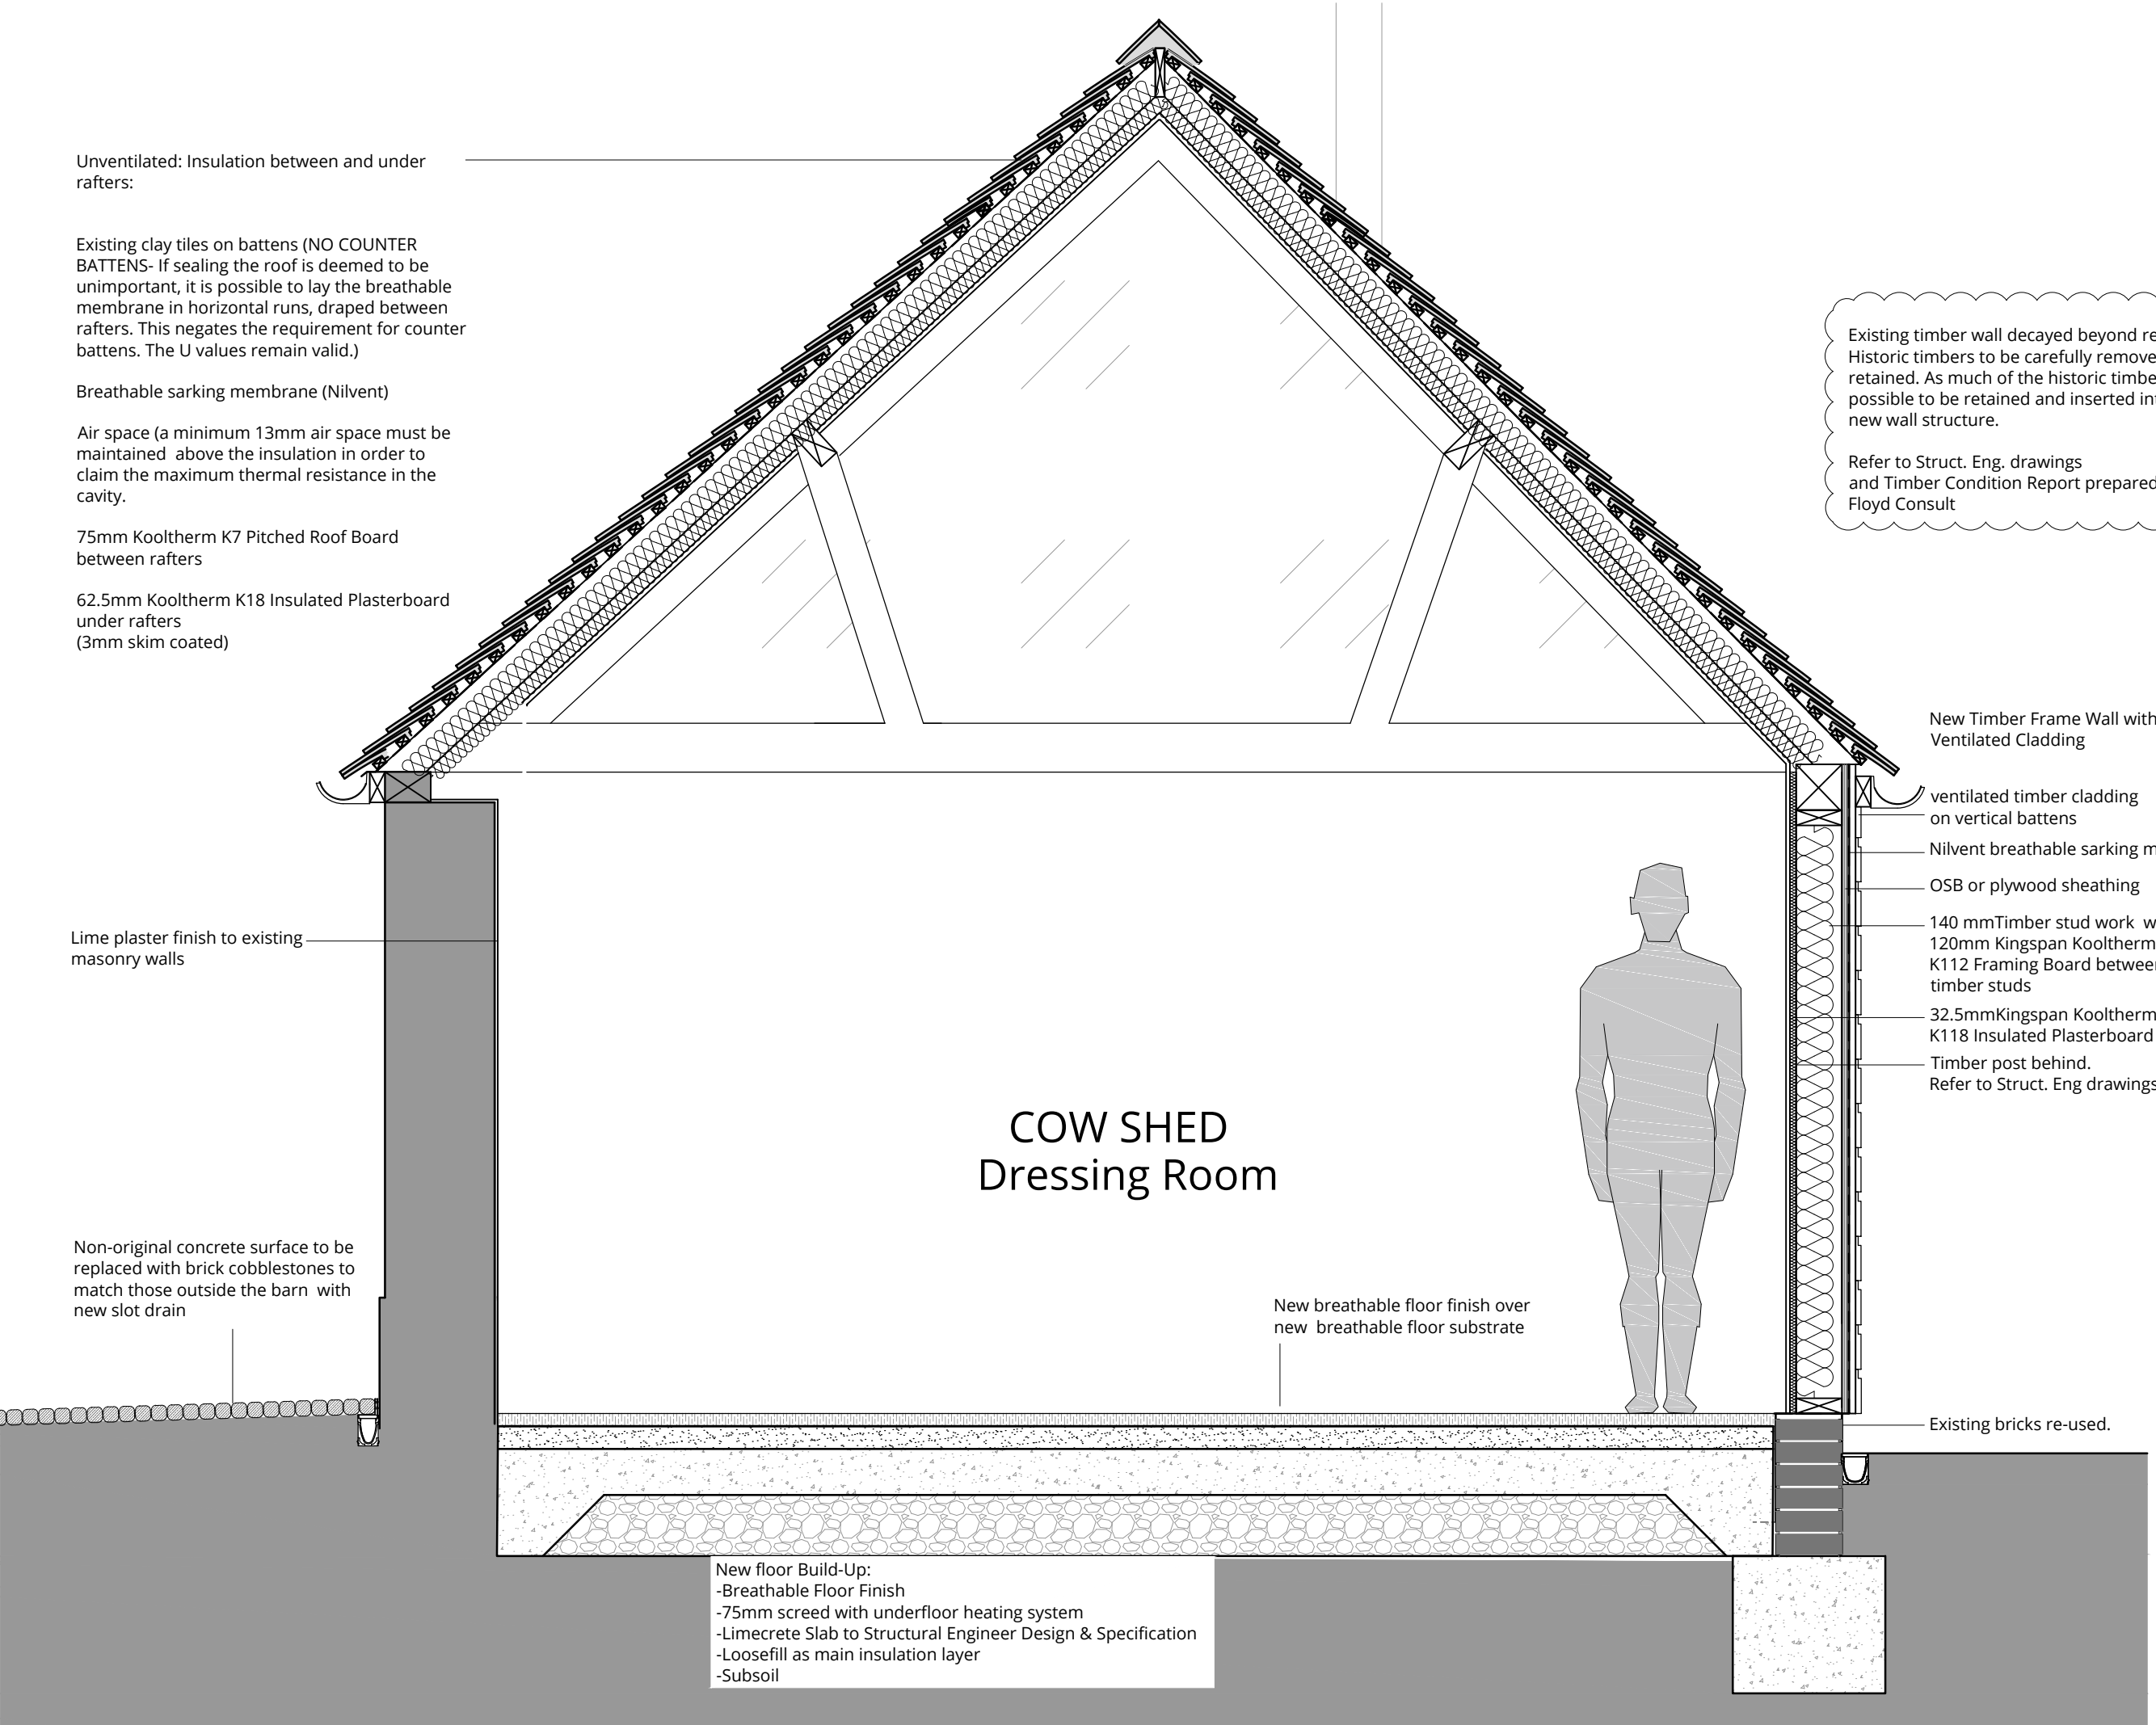 Unventilated: Insulation between and under
rafters:
Existing clay tiles on battens (NO COUNTER
BATTENS- If sealing the roof is deemed to be
unimportant, it is possible to lay the breathable
membrane in horizontal runs, draped between
rafters. This negates the requirement for counter
battens. The U values remain valid.)
Breathable sarking membrane (Nilvent)
Air space (a minimum 13mm air space must be
maintained above the insulation in order to
claim the maximum thermal resistance in the
cavity.
75mm Kooltherm K7 Pitched Roof Board
between rafters
62.5mm Kooltherm K18 Insulated Plasterboard
under rafters
(3mm skim coated)
Lime plaster finish to existing
masonry walls
Non-original concrete surface to be
replaced with brick cobblestones to
match those outside the barn with
new slot drain
COW SHED
Dressing Room
New breathable floor finish over
new breathable floor substrate
New floor Build-Up:
-Breathable Floor Finish
-75mm screed with underfloor heating system
-Limecrete Slab to Structural Engineer Design & Specification
-Loosefill as main insulation layer
-Subsoil
Existing timber wall decayed beyond
Historic timbers to be carefully
retained. As much of the historic
possible to be retained and inserted
new wall structure.
Refer to Struct. Eng. drawings
and Timber Condition Report prepared
Floyd Consult
New Timber Frame Wall with
Ventilated Cladding
ventilated timber cladding
on vertical battens
Nilvent breathable sarking
OSB or plywood sheathing
140 mmTimber stud work
120mm Kingspan Kooltherm
K112 Framing Board
timber studs
32.5mmKingspan Kooltherm
K118 Insulated Plasterboard
Timber post behind.
Refer to Struct. Eng drawings
Existing bricks re-used.